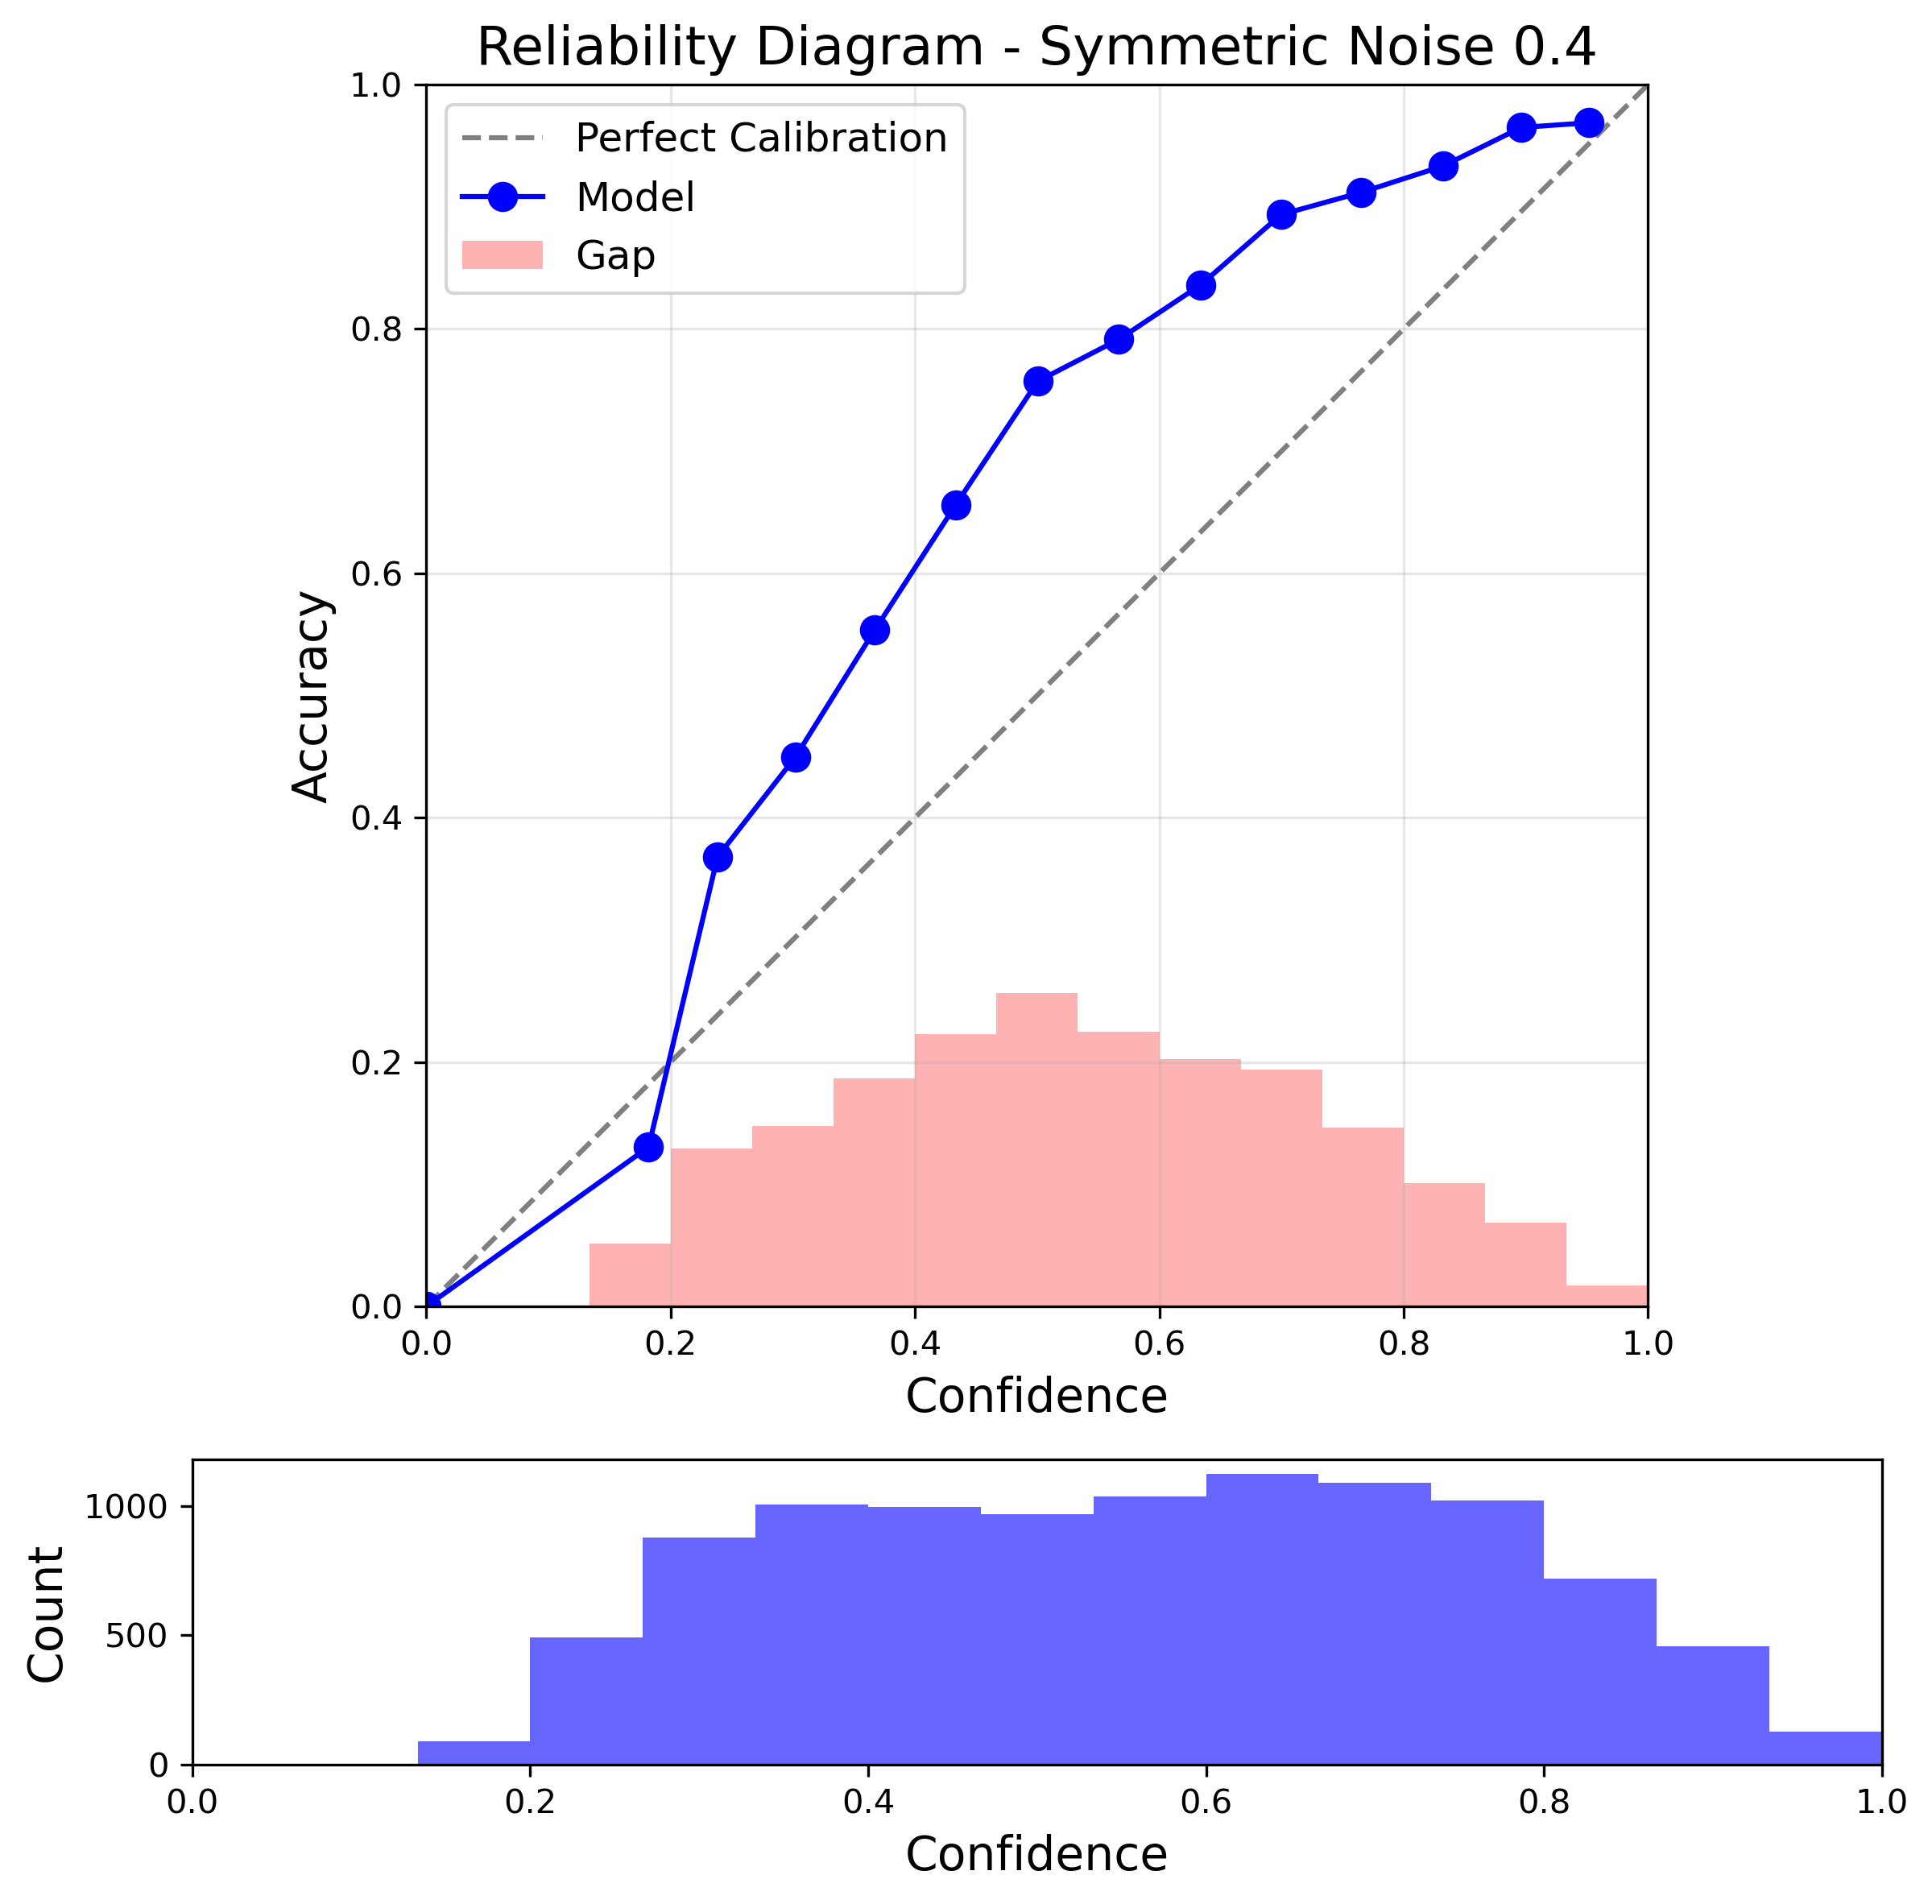 Reliability Diagram - Symmetric Noise 0.4
1.0
Perfect Calibration
Model
Gap
0.8
0.6
Accuracy
0.4
0.2
0.0
0.0 0.2 0.4 0.6 0.8 1.0
Confidence
1000
Count
500
0
0.0 0.2 0.4 0.6 0.8 1.0
Confidence